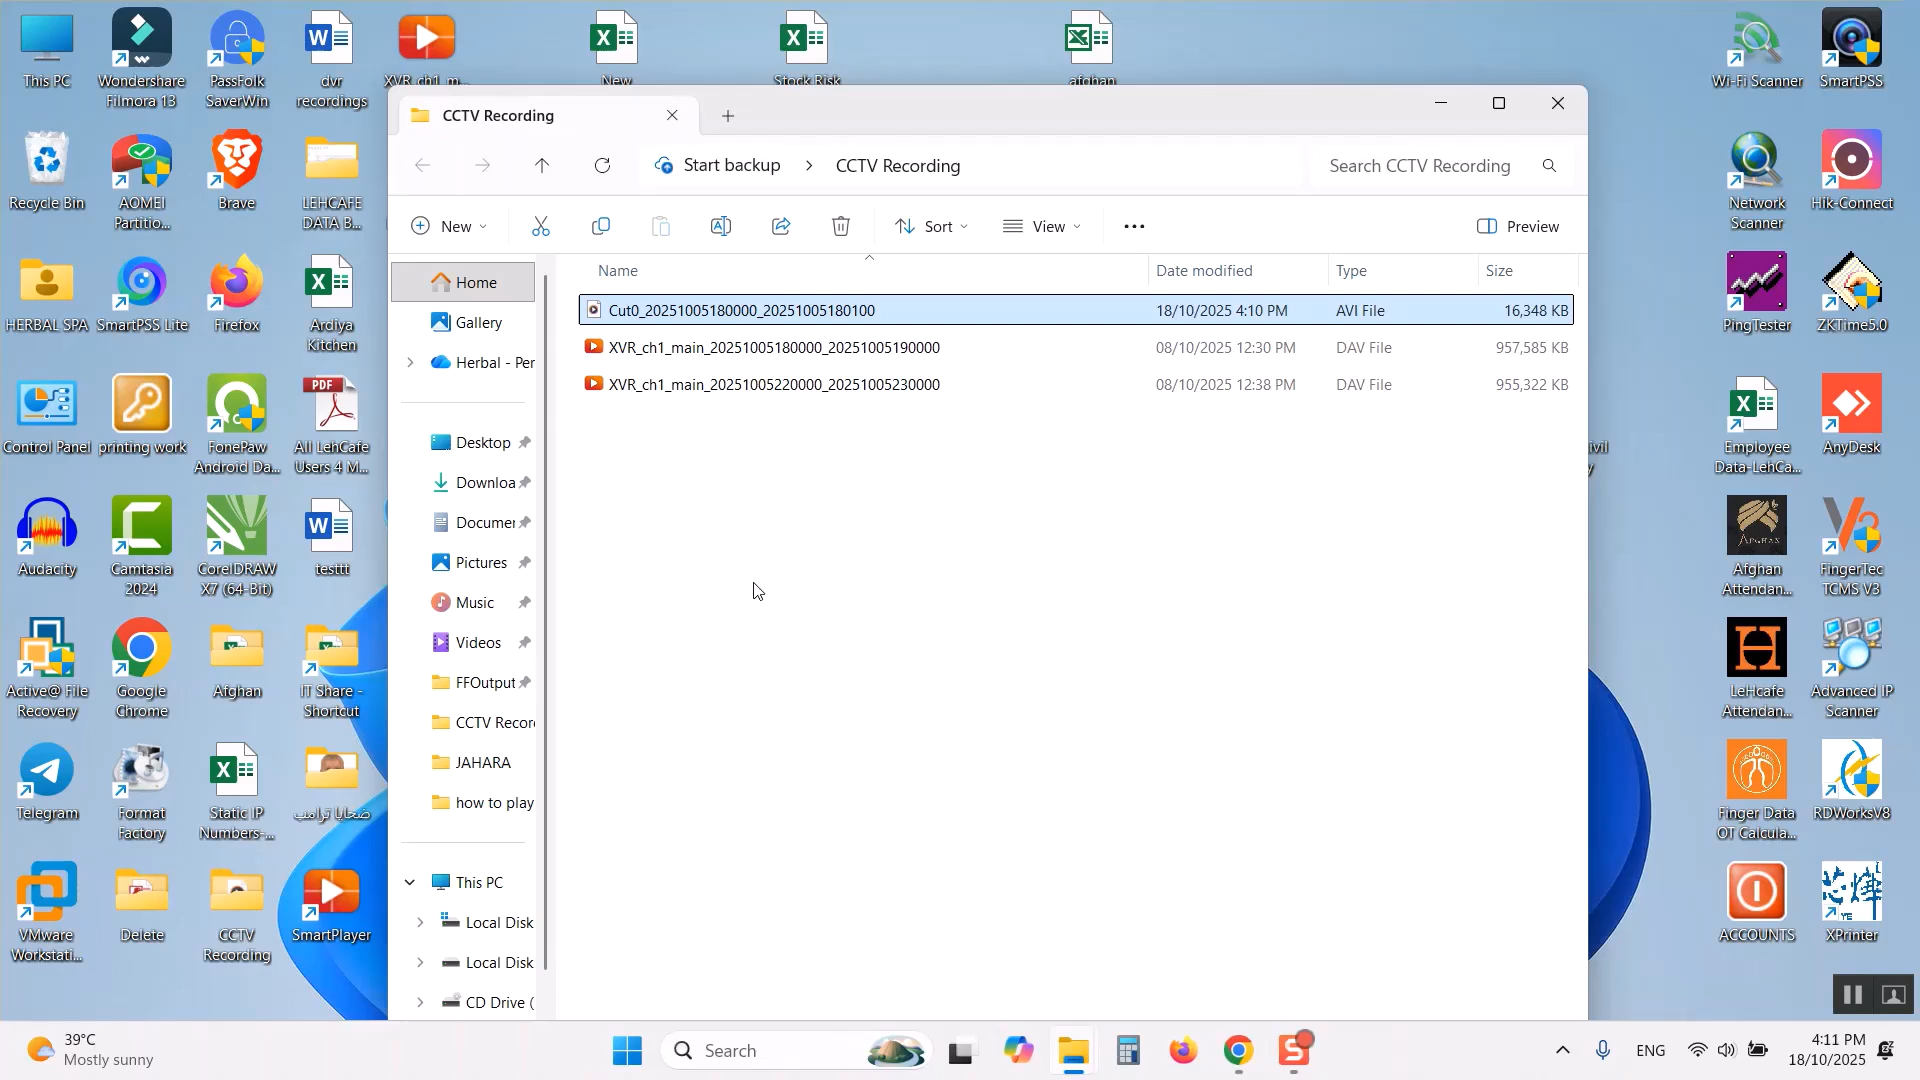 This PC
Wondershare
Filmora 13
PassFolk
SaverWin
dvr
recordings
XVR_ch1_m...
New
Stock Risk
afghan
Wi-Fi Scanner
SmartPSS
Recycle Bin
AOMEI
Partitio...
Brave
LEHCAFE
DATA B...
Network
Scanner
Hik-Connect
HERBAL SPA
SmartPSS Lite
Firefox
Ardiya
Kitchen
PingTester
ZKTime5.0
Control Panel
printing work
FonePaw
Android Da...
PDF
All LehCafe
Users 4 M...
Employee
Data-LehCa...
AnyDesk
Audacity
Camtasia
2024
CorelDRAW
X7 (64-Bit)
testtt
Afghan
Attendan...
FingerTec
TCMS V3
Active@ File
Recovery
Google
Chrome
Afghan
IT Share -
Shortcut
LeHcafe
Attendan...
Advanced IP
Scanner
Telegram
Format
Factory
Static IP
Numbers-...
ضحايا ترامب
Finger Data
OT Calcula...
RDWorksV8
VMware
Workstati...
Delete
CCTV
Recording
SmartPlayer
ACCOUNTS
XPrinter
CCTV Recording
Start backup
CCTV Recording
Search CCTV Recording
New
Sort
View
Preview
Name
Date modified
Type
Size
Cut0_20251005180000_20251005180100
18/10/2025 4:10 PM
AVI File
16,348 KB
XVR_ch1_main_20251005180000_20251005190000
08/10/2025 12:30 PM
DAV File
957,585 KB
XVR_ch1_main_20251005220000_20251005230000
08/10/2025 12:38 PM
DAV File
955,322 KB
Home
Gallery
Herbal - Per
Desktop
Downloa
Documer
Pictures
Music
Videos
FFOutput
CCTV Recor
JAHARA
how to play
This PC
Local Disk
Local Disk
CD Drive (
39°C
Mostly sunny
Search
ENG
4:11 PM
18/10/2025